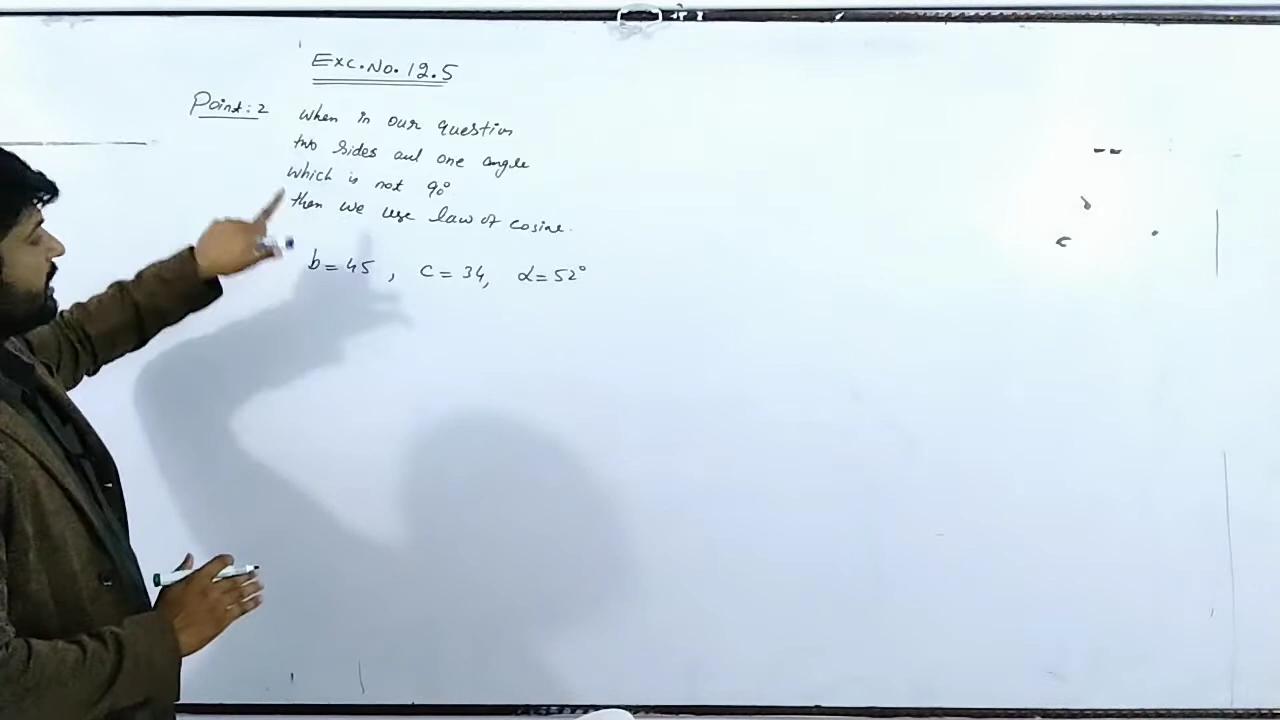 Exc.No.12.5
Point:2 when in our question
two sides and one angle
which is not 90°
then we use law of cosine.
b=45, c=34, α=52°